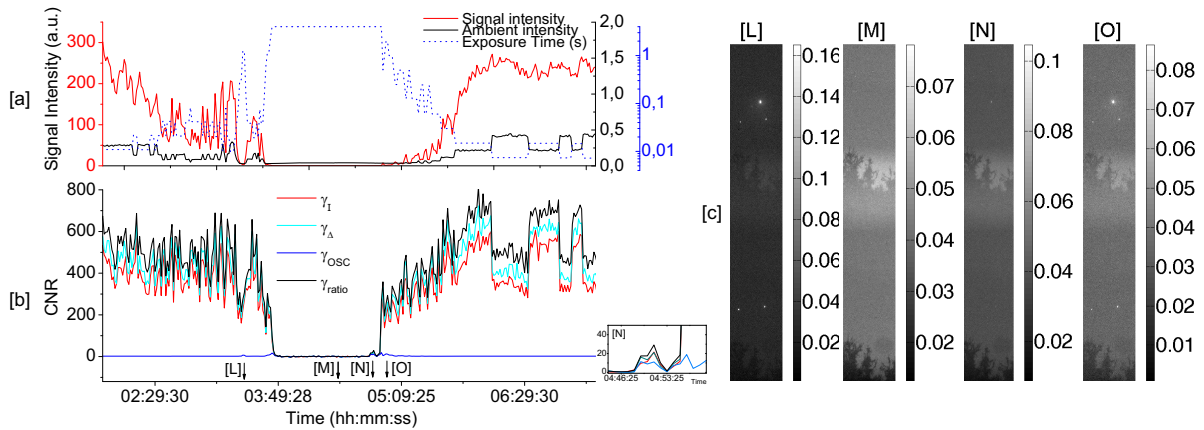 [a]
Signal intensity
Ambient intensity
Exposure Time (s)
Signal Intensity (a.u.)
300
250
200
150
100
50
0
2,0
1,5
1,0
0,5
0,0
1
0,1
0,01
[b]
CNR
800
600
400
200
0
γI
γΔ
γOSC
γratio
[L]
[M]
[N]
[O]
02:29:30
03:49:28
05:09:25
06:29:30
Time (hh:mm:ss)
[N]
40
20
0
04:46:25
04:53:25
Time
[c]
[L]
0.16
0.14
0.12
0.1
0.08
0.06
0.04
0.02
[M]
0.07
0.06
0.05
0.04
0.03
0.02
[N]
0.1
0.08
0.06
0.04
0.02
[O]
0.08
0.07
0.06
0.05
0.04
0.03
0.02
0.01